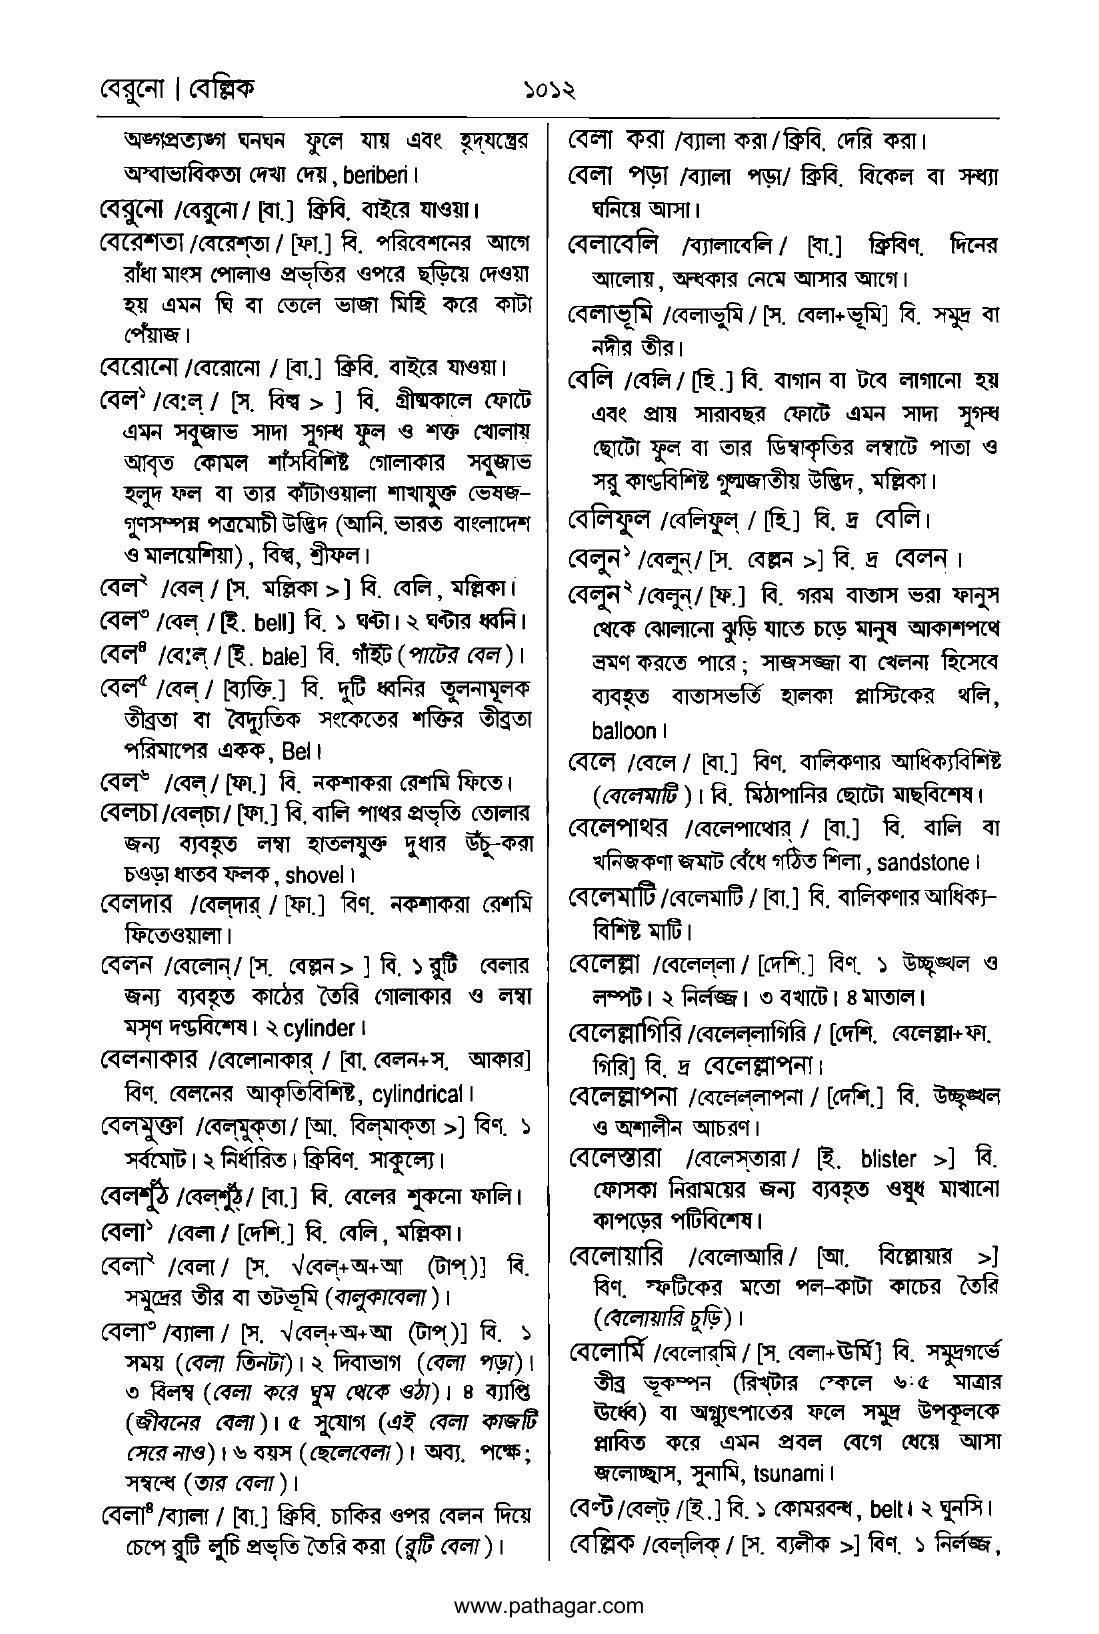 বেরুনো | বেল্লিক
১০১২
অঙ্গপ্রত্যঙ্গ ঘনঘন ফুলে যায় এবং হৃদ্‌যন্ত্রের
অস্বাভাবিকতা দেখা দেয়, beriberi।
বেরুনো /বেরুনো/ [বা.] ক্রিবি. বাইরে যাওয়া।
বেরেশতা /বেরেশ্‌তা/ [ফা.] বি. পরিবেশনের আগে
রাঁধা মাংস পোলাও প্রভৃতির ওপরে ছড়িয়ে দেওয়া
হয় এমন ঘি বা তেলে ভাজা মিহি করে কাটা
পেঁয়াজ।
বেরোনো /বেরোনো / [বা.] ক্রিবি. বাইরে যাওয়া।
বেল১ /বে:ল্‌/ [স. বিল্ব > ] বি. গ্রীষ্মকালে ফোটে
এমন সবুজাভ সাদা সুগন্ধ ফুল ও শক্ত খোলায়
আবৃত কোমল শাঁসবিশিষ্ট গোলাকার সবুজাভ
হলুদ ফল বা তার কাঁটাওয়ালা শাখাযুক্ত ভেষজ-
গুণসম্পন্ন পত্রমোচী উদ্ভিদ (আনি. ভারত বাংলাদেশ
ও মালয়েশিয়া), বিল্ব, শ্রীফল।
বেল২ /বেল্‌/ [স. মল্লিকা >] বি. বেলি, মল্লিকা।
বেল৩ /বেল্‌ / [ই. bell] বি. ১ ঘণ্টা। ২ ঘণ্টার ধ্বনি।
বেল৪ /বে:ল্‌/ [ই. bale] বি. গাঁইট (পাটের বেল)।
বেল৫ /বেল্‌ / [ব্যক্তি.] বি. দুটি ধ্বনির তুলনামূলক
তীব্রতা বা বৈদ্যুতিক সংকেতের শক্তির তীব্রতা
পরিমাপের একক, Bel।
বেল৬ /বেল্‌/ [ফা.] বি. নকশাকরা রেশমি ফিতে।
বেলচা /বেল্‌চা/ [ফা.] বি. বালি পাথর প্রভৃতি তোলার
জন্য ব্যবহৃত লম্বা হাতলযুক্ত দুধার উঁচু-করা
চওড়া ধাতব ফলক, shovel।
বেলদার /বেল্‌দার্‌/ [ফা.] বিণ. নকশাকরা রেশমি
ফিতেওয়ালা।
বেলন /বেলোন্‌/ [স. বেল্লন > ] বি. ১ রুটি বেলার
জন্য ব্যবহৃত কাঠের তৈরি গোলাকার ও লম্বা
মসৃণ দণ্ডবিশেষ। ২ cylinder।
বেলনাকার /বেলোনাকার্‌ / [বা. বেলন+স. আকার]
বিণ. বেলনের আকৃতিবিশিষ্ট, cylindrical।
বেলমুক্তা /বেল্‌মুক্‌তা/ [আ. বিল্‌মাক্‌তা >] বিণ. ১
সর্বমোট। ২ নির্ধারিত। ক্রিবিণ. সাকুল্যে।
বেলশুঁঠ /বেল্‌শুঁঠ্‌/ [বা.] বি. বেলের শুকনো ফালি।
বেলা১ /বেলা / [দেশি.] বি. বেলি, মল্লিকা।
বেলা২ /বেলা/ [স. √বেল্‌+অ+আ (টাপ্‌)] বি.
সমুদ্রের তীর বা তটভূমি (বালুকাবেলা)।
বেলা৩ /ব্যালা/ [স. √বেল্‌+অ+আ (টাপ্‌)] বি. ১
সময় (বেলা তিনটা)। ২ দিবাভাগ (বেলা পড়া)।
৩ বিলম্ব (বেলা করে ঘুম থেকে ওঠা)। ৪ ব্যাপ্তি
(জীবনের বেলা)। ৫ সুযোগ (এই বেলা কাজটি
সেরে নাও)। ৬ বয়স (ছেলেবেলা)। অব্য. পক্ষে;
সম্বন্ধে (তার বেলা)।
বেলা৪ /ব্যালা / [বা.] ক্রিবি. চাকির ওপর বেলন দিয়ে
চেপে রুটি লুচি প্রভৃতি তৈরি করা (রুটি বেলা)।
বেলা করা /ব্যালা করা/ ক্রিবি. দেরি করা।
বেলা পড়া /ব্যালা পড়া/ ক্রিবি. বিকেল বা সন্ধ্যা
ঘনিয়ে আসা।
বেলাবেলি /ব্যালাবেলি/ [বা.] ক্রিবিণ. দিনের
আলোয়, অন্ধকার নেমে আসার আগে।
বেলাভূমি /বেলাভুমি/ [স. বেলা+ভূমি] বি. সমুদ্র বা
নদীর তীর।
বেলি /বেলি/ [হি.] বি. বাগান বা টবে লাগানো হয়
এবং প্রায় সারাবছর ফোটে এমন সাদা সুগন্ধ
ছোটো ফুল বা তার ডিম্বাকৃতির লম্বাটে পাতা ও
সরু কাণ্ডবিশিষ্ট গুল্মজাতীয় উদ্ভিদ, মল্লিকা।
বেলিফুল /বেলিফুল্‌ / [হি.] বি. দ্র বেলি।
বেলুন১ /বেলুন্‌/ [স. বেল্লন >] বি. দ্র বেলন।
বেলুন২ /বেলুন্‌/ [ফ.] বি. গরম বাতাস ভরা ফানুস
থেকে ঝোলানো ঝুড়ি যাতে চড়ে মানুষ আকাশপথে
ভ্রমণ করতে পারে; সাজসজ্জা বা খেলনা হিসেবে
ব্যবহৃত বাতাসভর্তি হালকা প্লাস্টিকের থলি,
balloon।
বেলে /বেলে/ [বা.] বিণ. বালিকণার আধিক্যবিশিষ্ট
(বেলেমাটি)। বি. মিঠাপানির ছোটো মাছবিশেষ।
বেলেপাথর /বেলেপাথোর্‌/ [বা.] বি. বালি বা
খনিজকণা জমাট বেঁধে গঠিত শিলা, sandstone।
বেলেমাটি /বেলেমাটি/ [বা.] বি. বালিকণার আধিক্য-
বিশিষ্ট মাটি।
বেলেল্লা /বেলেল্‌লা/ [দেশি.] বিণ. ১ উচ্ছৃঙ্খল ও
লম্পট। ২ নির্লজ্জ। ৩ বখাটে। ৪ মাতাল।
বেলেল্লাগিরি /বেলেল্‌লাগিরি / [দেশি. বেলেল্লা+ফা.
গিরি] বি. দ্র বেলেল্লাপনা।
বেলেল্লাপনা /বেলেল্‌লাপনা / [দেশি.] বি. উচ্ছৃঙ্খল
ও অশালীন আচরণ।
বেলেস্তারা /বেলেস্‌তারা/ [ই. blister >] বি.
ফোসকা নিরাময়ের জন্য ব্যবহৃত ওষুধ মাখানো
কাপড়ের পটিবিশেষ।
বেলোয়ারি /বেলোআরি/ [আ. বিল্লোয়ার >]
বিণ. স্ফটিকের মতো পল-কাটা কাচের তৈরি
(বেলোয়ারি চুড়ি)।
বেলোর্মি /বেলোর্‌মি/ [স. বেলা+ঊর্মি] বি. সমুদ্রগর্ভে
তীব্র ভূকম্পন (রিখ্‌টার স্কেলে ৬:৫ মাত্রার
ঊর্ধ্বে) বা অগ্ন্যুৎপাতের ফলে সমুদ্র উপকূলকে
প্লাবিত করে এমন প্রবল বেগে ধেয়ে আসা
জলোচ্ছ্বাস, সুনামি, tsunami।
বেল্ট /বেল্‌ট্‌ /[ই.] বি. ১ কোমরবন্ধ, belt। ২ ঘুনসি।
বেল্লিক /বেল্‌লিক্‌ / [স. ব্যলীক >] বিণ. ১ নির্লজ্জ,
www.pathagar.com